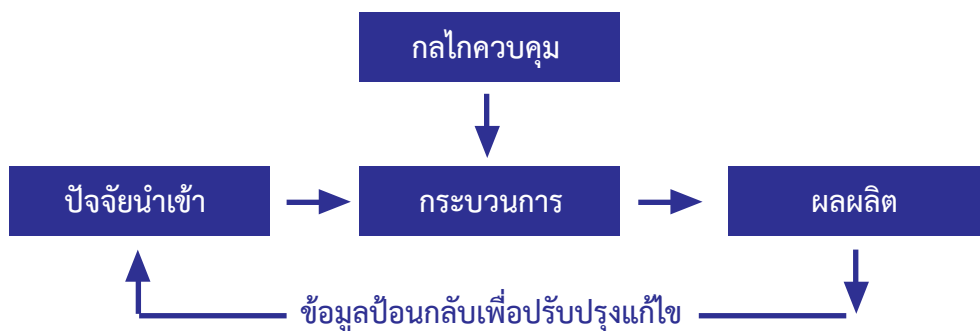 กลไกควบคุม
ปัจจัยนำเข้า
กระบวนการ
ผลผลิต
ข้อมูลป้อนกลับเพื่อปรับปรุงแก้ไข